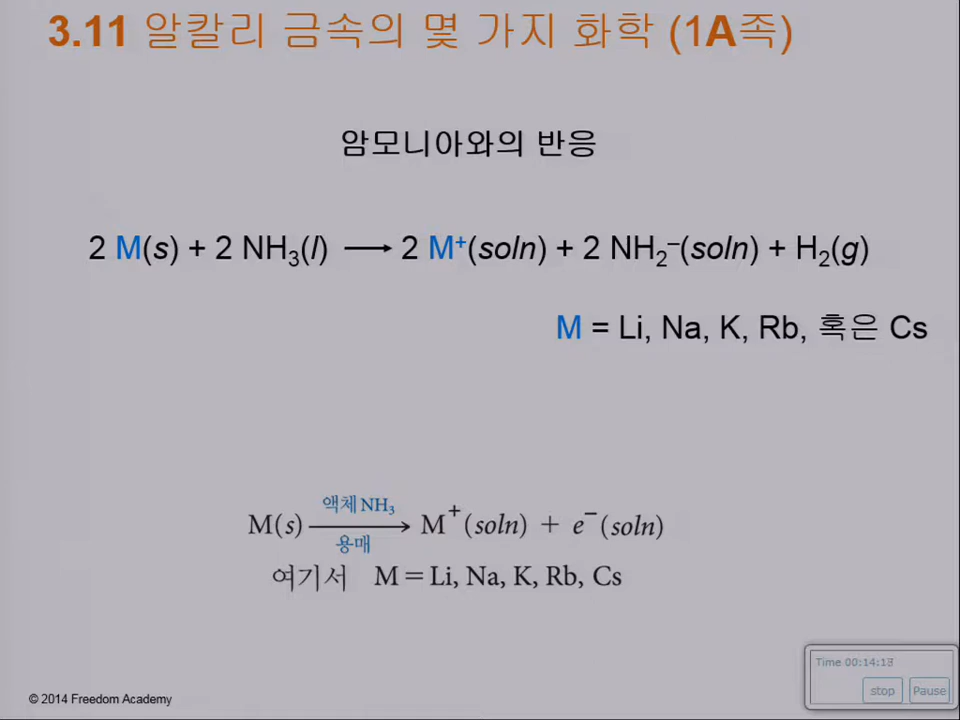 3.11 알칼리 금속의 몇 가지 화학 (1A족)
암모니아와의 반응
2 M(s) + 2 NH₃(l) ⟶ 2 M⁺(soln) + 2 NH₂⁻(soln) + H₂(g)
M = Li, Na, K, Rb, 혹은 Cs
액체 NH₃
M(s) ⟶ M⁺(soln) + e⁻(soln)
용매
여기서 M = Li, Na, K, Rb, Cs
Time 00:14:13
stop Pause
© 2014 Freedom Academy